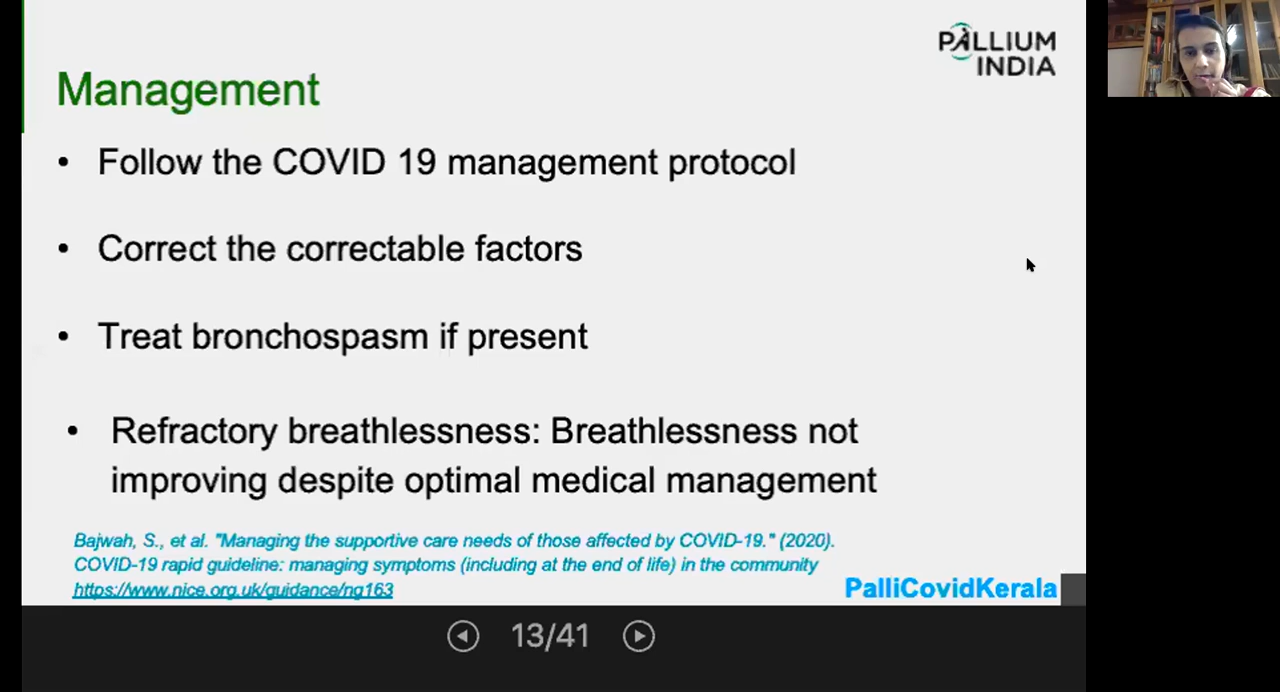 PALLIUM
INDIA
Management
• Follow the COVID 19 management protocol
• Correct the correctable factors
• Treat bronchospasm if present
• Refractory breathlessness: Breathlessness not
improving despite optimal medical management
Bajwah, S., et al. "Managing the supportive care needs of those affected by COVID-19." (2020).
COVID-19 rapid guideline: managing symptoms (including at the end of life) in the community
https://www.nice.org.uk/guidance/ng163
PalliCovidKerala
13/41